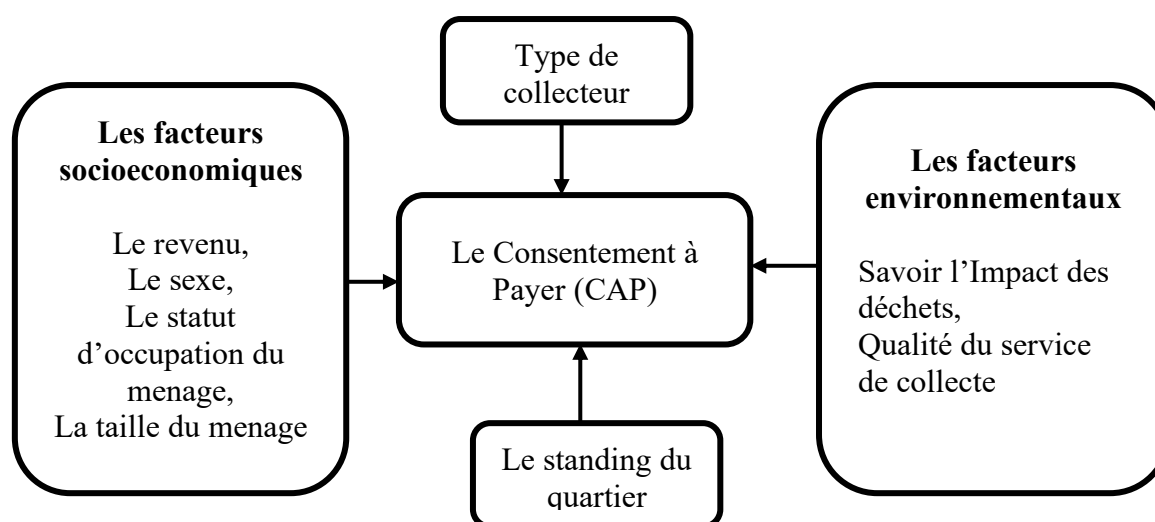 Type de
collecteur
Les facteurs
socioeconomiques
Le revenu,
Le sexe,
Le statut
d’occupation du
menage,
La taille du menage
Le Consentement à
Payer (CAP)
Les facteurs
environnementaux
Savoir l’Impact des
déchets,
Qualité du service
de collecte
Le standing du
quartier